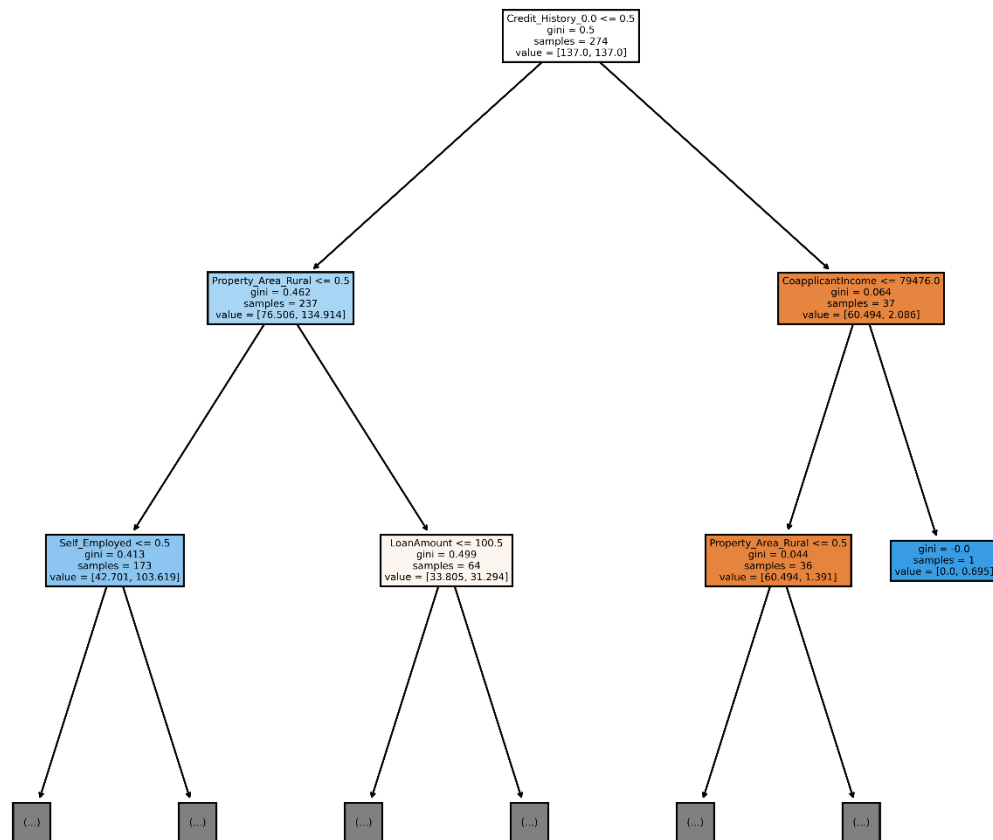 Credit_History_0.0 <= 0.5
gini = 0.5
samples = 274
value = [137.0, 137.0]
Property_Area_Rural <= 0.5
gini = 0.462
samples = 237
value = [76.506, 134.914]
CoapplicantIncome <= 79476.0
gini = 0.064
samples = 37
value = [60.494, 2.086]
Self_Employed <= 0.5
gini = 0.413
samples = 173
value = [42.701, 103.619]
LoanAmount <= 100.5
gini = 0.499
samples = 64
value = [33.805, 31.294]
Property_Area_Rural <= 0.5
gini = 0.044
samples = 36
value = [60.494, 1.391]
gini = -0.0
samples = 1
value = [0.0, 0.695]
(...)
(...)
(...)
(...)
(...)
(...)